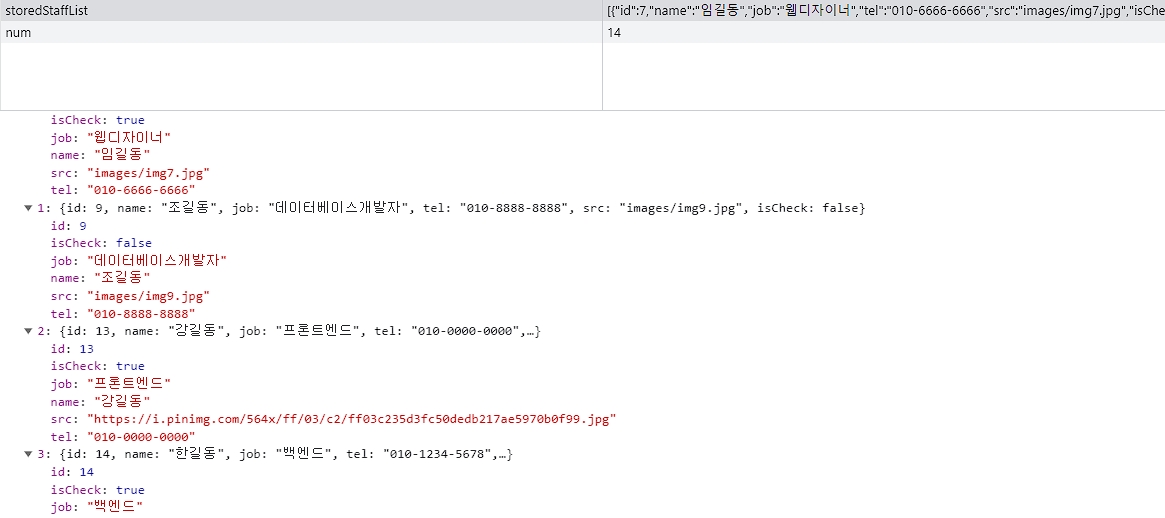 storedStaffList [{"id":7,"name":"임길동","job":"웹디자이너","tel":"010-6666-6666","src":"images/img7.jpg","isChe
num 14
isCheck: true
job: "웹디자이너"
name: "임길동"
src: "images/img7.jpg"
tel: "010-6666-6666"
▼1: {id: 9, name: "조길동", job: "데이터베이스개발자", tel: "010-8888-8888", src: "images/img9.jpg", isCheck: false}
id: 9
isCheck: false
job: "데이터베이스개발자"
name: "조길동"
src: "images/img9.jpg"
tel: "010-8888-8888"
▼2: {id: 13, name: "강길동", job: "프론트엔드", tel: "010-0000-0000",…}
id: 13
isCheck: true
job: "프론트엔드"
name: "강길동"
src: "https://i.pinimg.com/564x/ff/03/c2/ff03c235d3fc50dedb217ae5970b0f99.jpg"
tel: "010-0000-0000"
▼3: {id: 14, name: "한길동", job: "백엔드", tel: "010-1234-5678",…}
id: 14
isCheck: true
job: "백엔드"